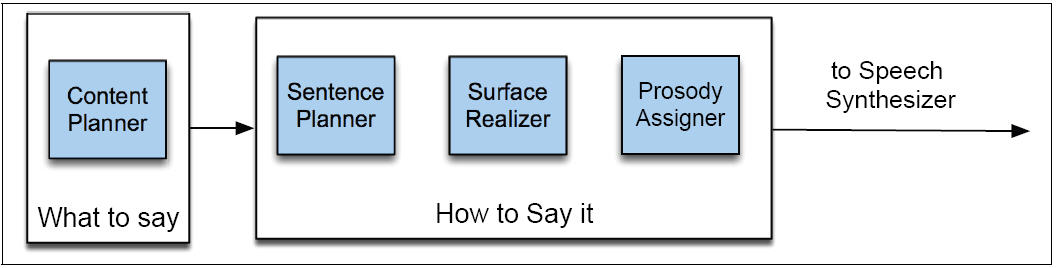 Content
Planner
What to say
Sentence
Planner
Surface
Realizer
Prosody
Assigner
How to Say it
to Speech
Synthesizer